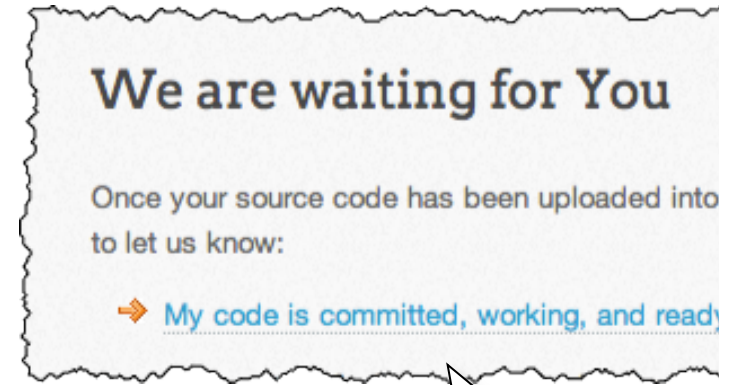 We are waiting for You
Once your source code has been uploaded into
to let us know:
My code is committed, working, and ready